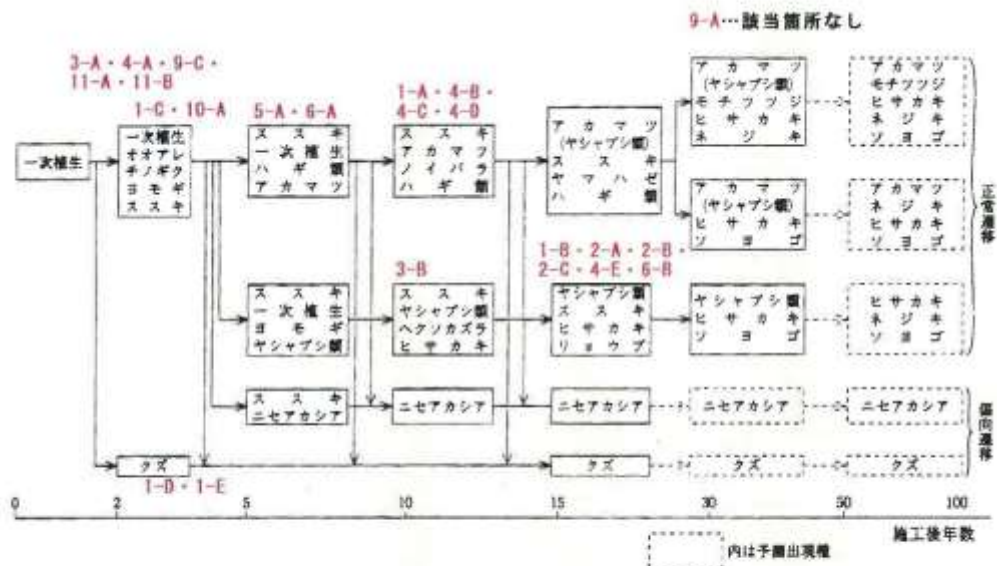 9-A…該当箇所なし
3-A・4-A・9-C・
11-A・11-B
1-C・10-A
5-A・6-A
1-A・4-B・
4-C・4-D
一次植生
一次植生
オオアレ
チノギク
ヨモギ
ススキ
ススキ
一次植生
ハギ類
アカマツ
ススキ
アカマツ
ノイバラ
ハギ類
アカマツ
(ヤシャブシ類)
ススキ
ヤマハゼ
ハギ類
アカマツ
(ヤシャブシ類)
モチツツジ
ヒサカキ
ネジキ
アカマツ
モチツツジ
ヒサカキ
ネジキ
ソヨゴ
アカマツ
(ヤシャブシ類)
ヒサカキ
ソヨゴ
アカマツ
ネジキ
ヒサカキ
ソヨゴ
正常遷移
3-B
1-B・2-A・2-B・
2-C・4-E・6-B
ススキ
一次植生
ヨモギ
ヤシャブシ類
ススキ
ヤシャブシ類
ヘクソカズラ
ヒサカキ
ヤシャブシ類
ススキ
ヒサカキ
リョウブ
ヤシャブシ類
ヒサカキ
ソヨゴ
ヒサカキ
ネジキ
ソヨゴ
ススキ
ニセアカシア
ニセアカシア
ニセアカシア
ニセアカシア
ニセアカシア
偏向遷移
クズ
クズ
クズ
クズ
1-D・1-E
0 2 5 10 15 30 50 100
施工後年数
内は予測出現種